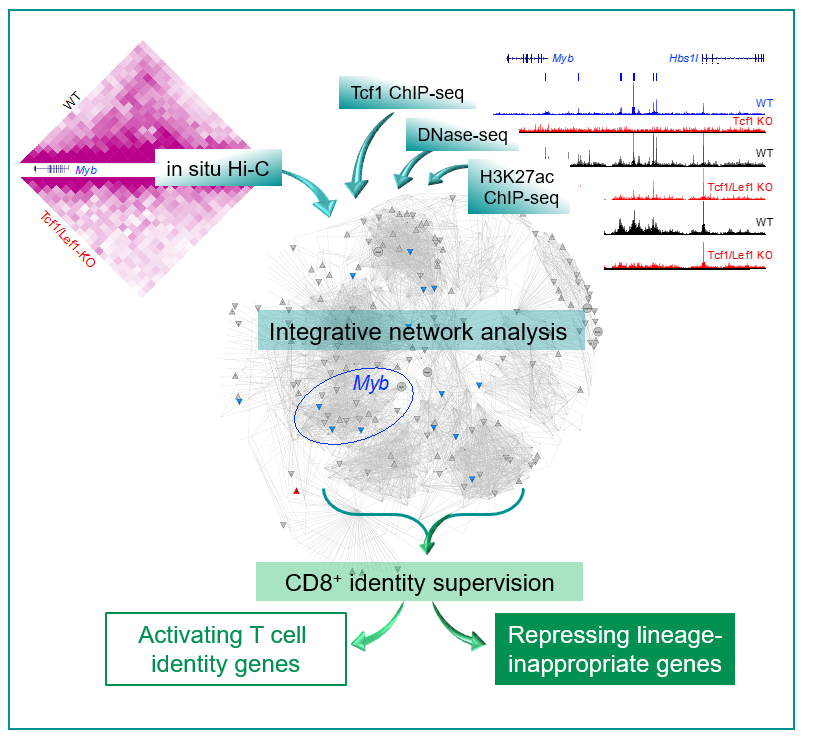 WT
Myb
in situ Hi-C
Tcf1/Lef1-KO
Tcf1 ChIP-seq
DNase-seq
H3K27ac
ChIP-seq
Myb
Hbs1l
WT
Tcf1 KO
WT
Tcf1/Lef1 KO
WT
Tcf1/Lef1 KO
Integrative network analysis
Myb
CD8⁺ identity supervision
Activating T cell
identity genes
Repressing lineage-
inappropriate genes